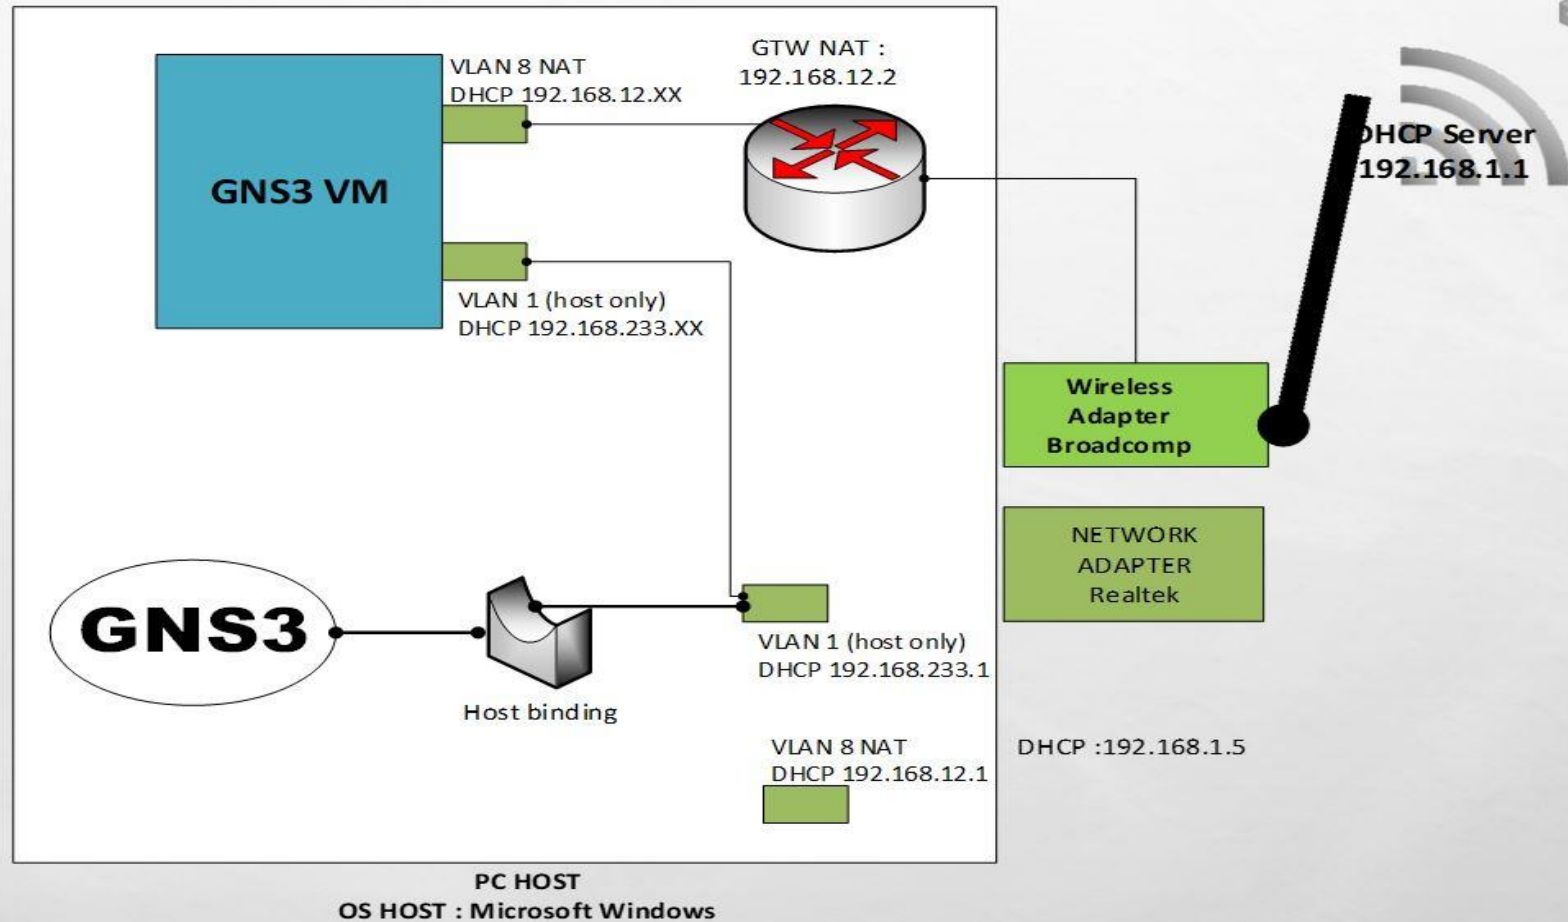 VLAN 8 NAT
DHCP 192.168.12.XX
GTW NAT :
192.168.12.2
DHCP Server
192.168.1.1
GNS3 VM
VLAN 1 (host only)
DHCP 192.168.233.XX
Wireless
Adapter
Broadcomp
NETWORK
ADAPTER
Realtek
GNS3
Host binding
VLAN 1 (host only)
DHCP 192.168.233.1
VLAN 8 NAT
DHCP 192.168.12.1
DHCP :192.168.1.5
PC HOST
OS HOST : Microsoft Windows